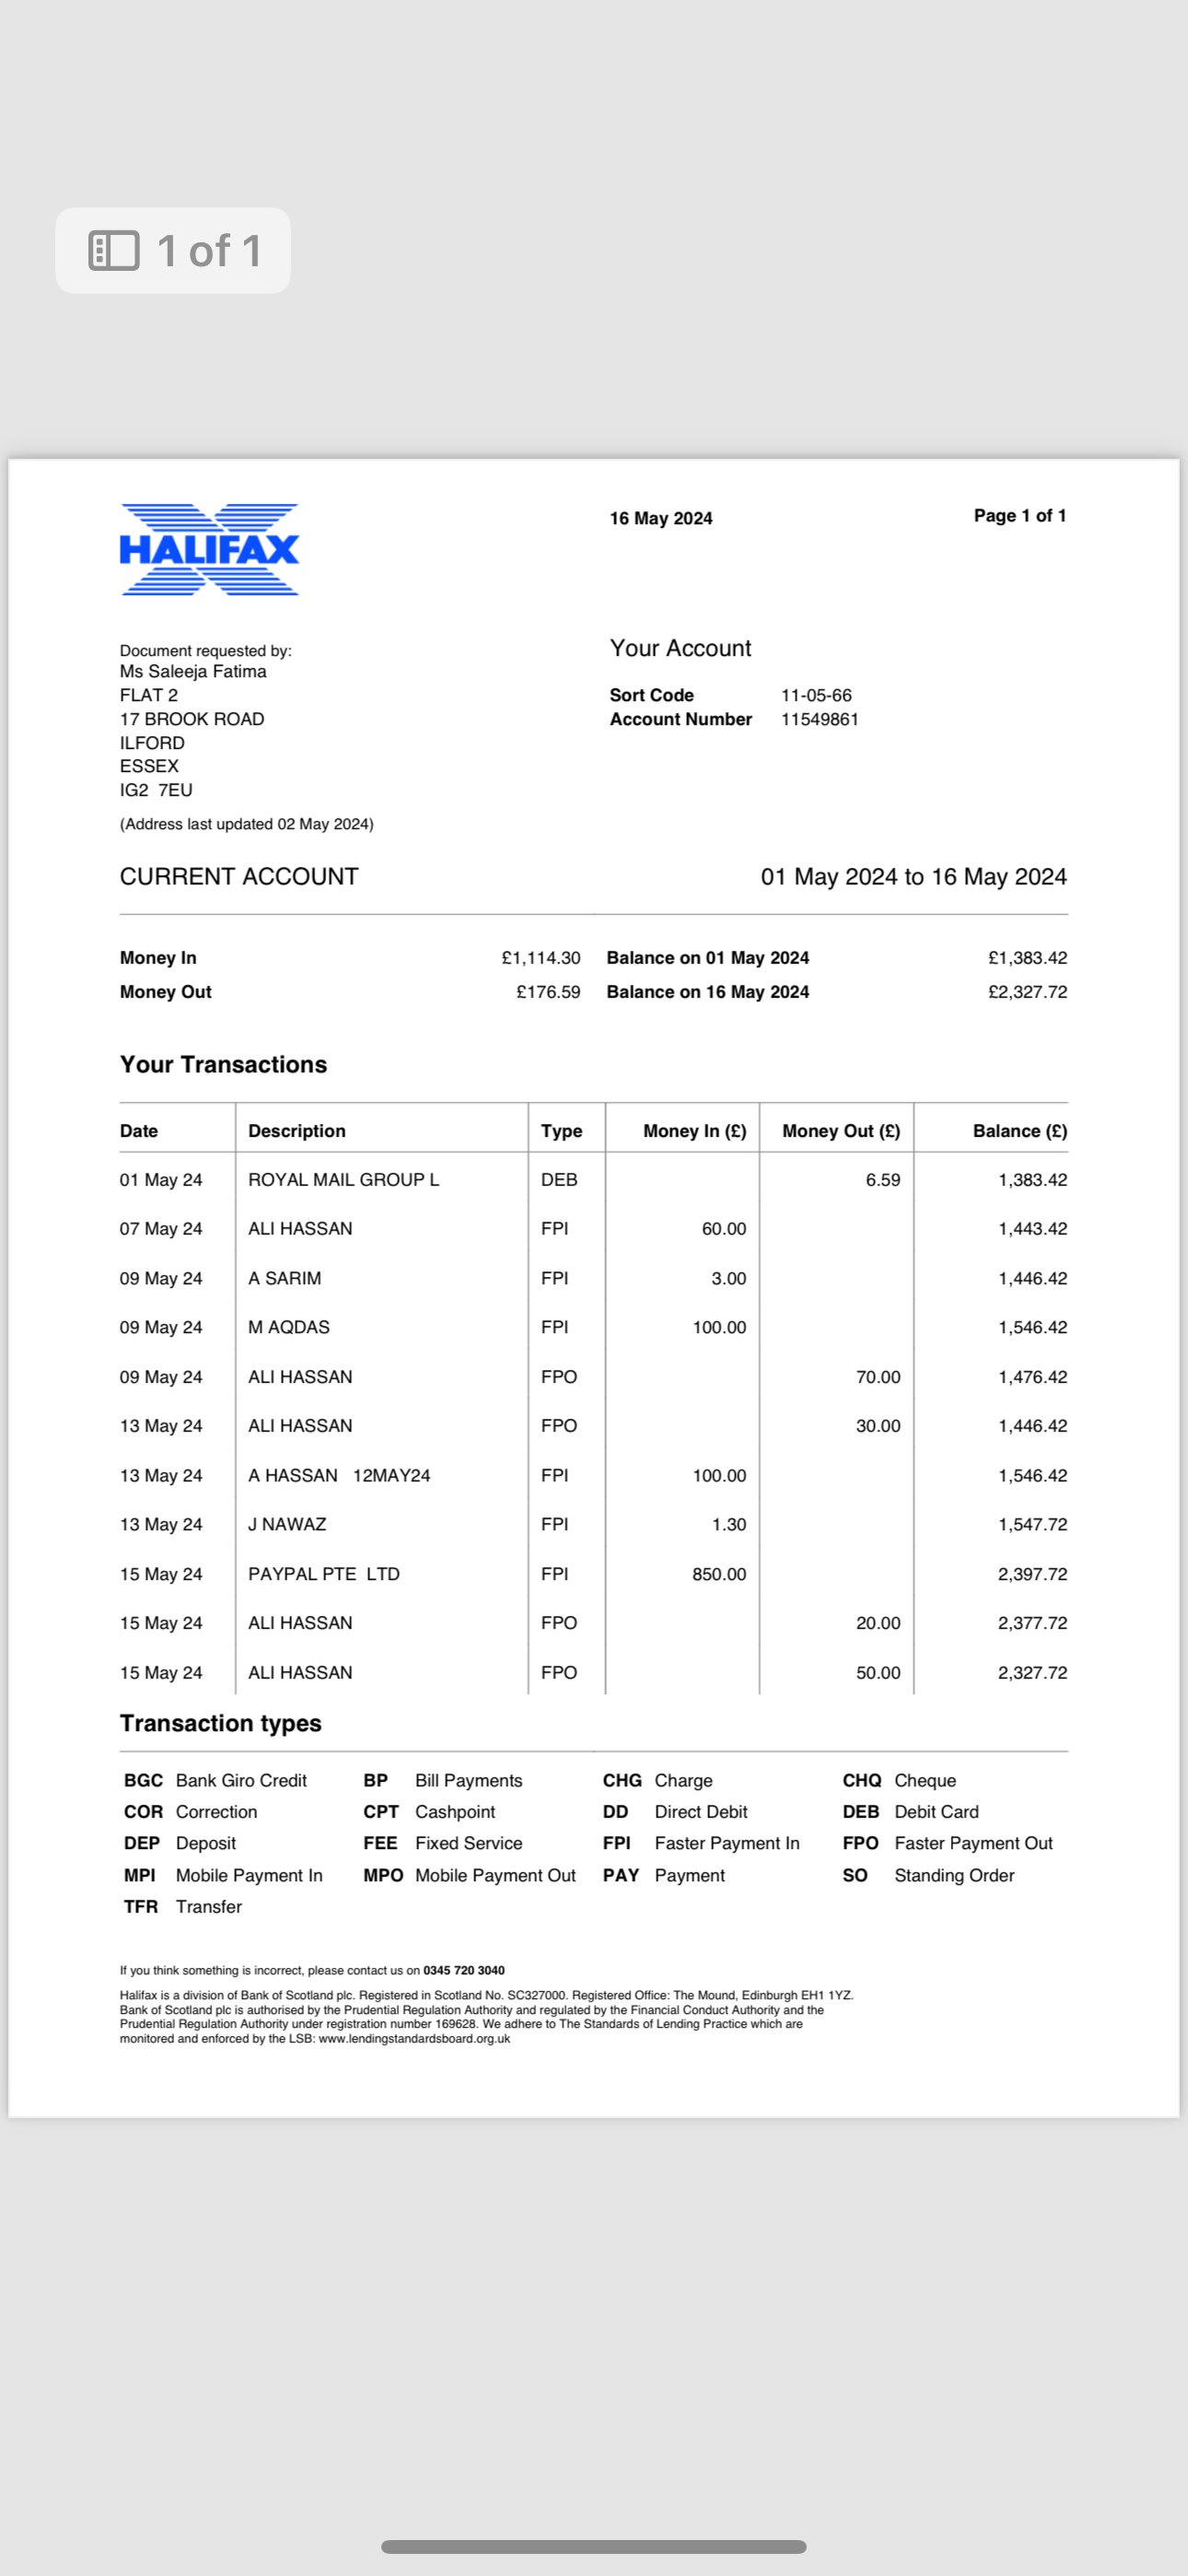 1 of 1
HALIFAX
16 May 2024 Page 1 of 1
Document requested by:
Ms Saleeja Fatima
FLAT 2
17 BROOK ROAD
ILFORD
ESSEX
IG2 7EU
(Address last updated 02 May 2024)
Your Account
Sort Code 11-05-66
Account Number 11549861
CURRENT ACCOUNT 01 May 2024 to 16 May 2024
Money In £1,114.30 Balance on 01 May 2024 £1,383.42
Money Out £176.59 Balance on 16 May 2024 £2,327.72
Your Transactions
Date Description Type Money In (£) Money Out (£) Balance (£)
01 May 24 ROYAL MAIL GROUP L DEB 6.59 1,383.42
07 May 24 ALI HASSAN FPI 60.00 1,443.42
09 May 24 A SARIM FPI 3.00 1,446.42
09 May 24 M AQDAS FPI 100.00 1,546.42
09 May 24 ALI HASSAN FPO 70.00 1,476.42
13 May 24 ALI HASSAN FPO 30.00 1,446.42
13 May 24 A HASSAN 12MAY24 FPI 100.00 1,546.42
13 May 24 J NAWAZ FPI 1.30 1,547.72
15 May 24 PAYPAL PTE LTD FPI 850.00 2,397.72
15 May 24 ALI HASSAN FPO 20.00 2,377.72
15 May 24 ALI HASSAN FPO 50.00 2,327.72
Transaction types
BGC Bank Giro Credit BP Bill Payments CHG Charge CHQ Cheque
COR Correction CPT Cashpoint DD Direct Debit DEB Debit Card
DEP Deposit FEE Fixed Service FPI Faster Payment In FPO Faster Payment Out
MPI Mobile Payment In MPO Mobile Payment Out PAY Payment SO Standing Order
TFR Transfer
If you think something is incorrect, please contact us on 0345 720 3040
Halifax is a division of Bank of Scotland plc. Registered in Scotland No. SC327000. Registered Office: The Mound, Edinburgh EH1 1YZ.
Bank of Scotland plc is authorised by the Prudential Regulation Authority and regulated by the Financial Conduct Authority and the
Prudential Regulation Authority under registration number 169628. We adhere to The Standards of Lending Practice which are
monitored and enforced by the LSB: www.lendingstandardsboard.org.uk